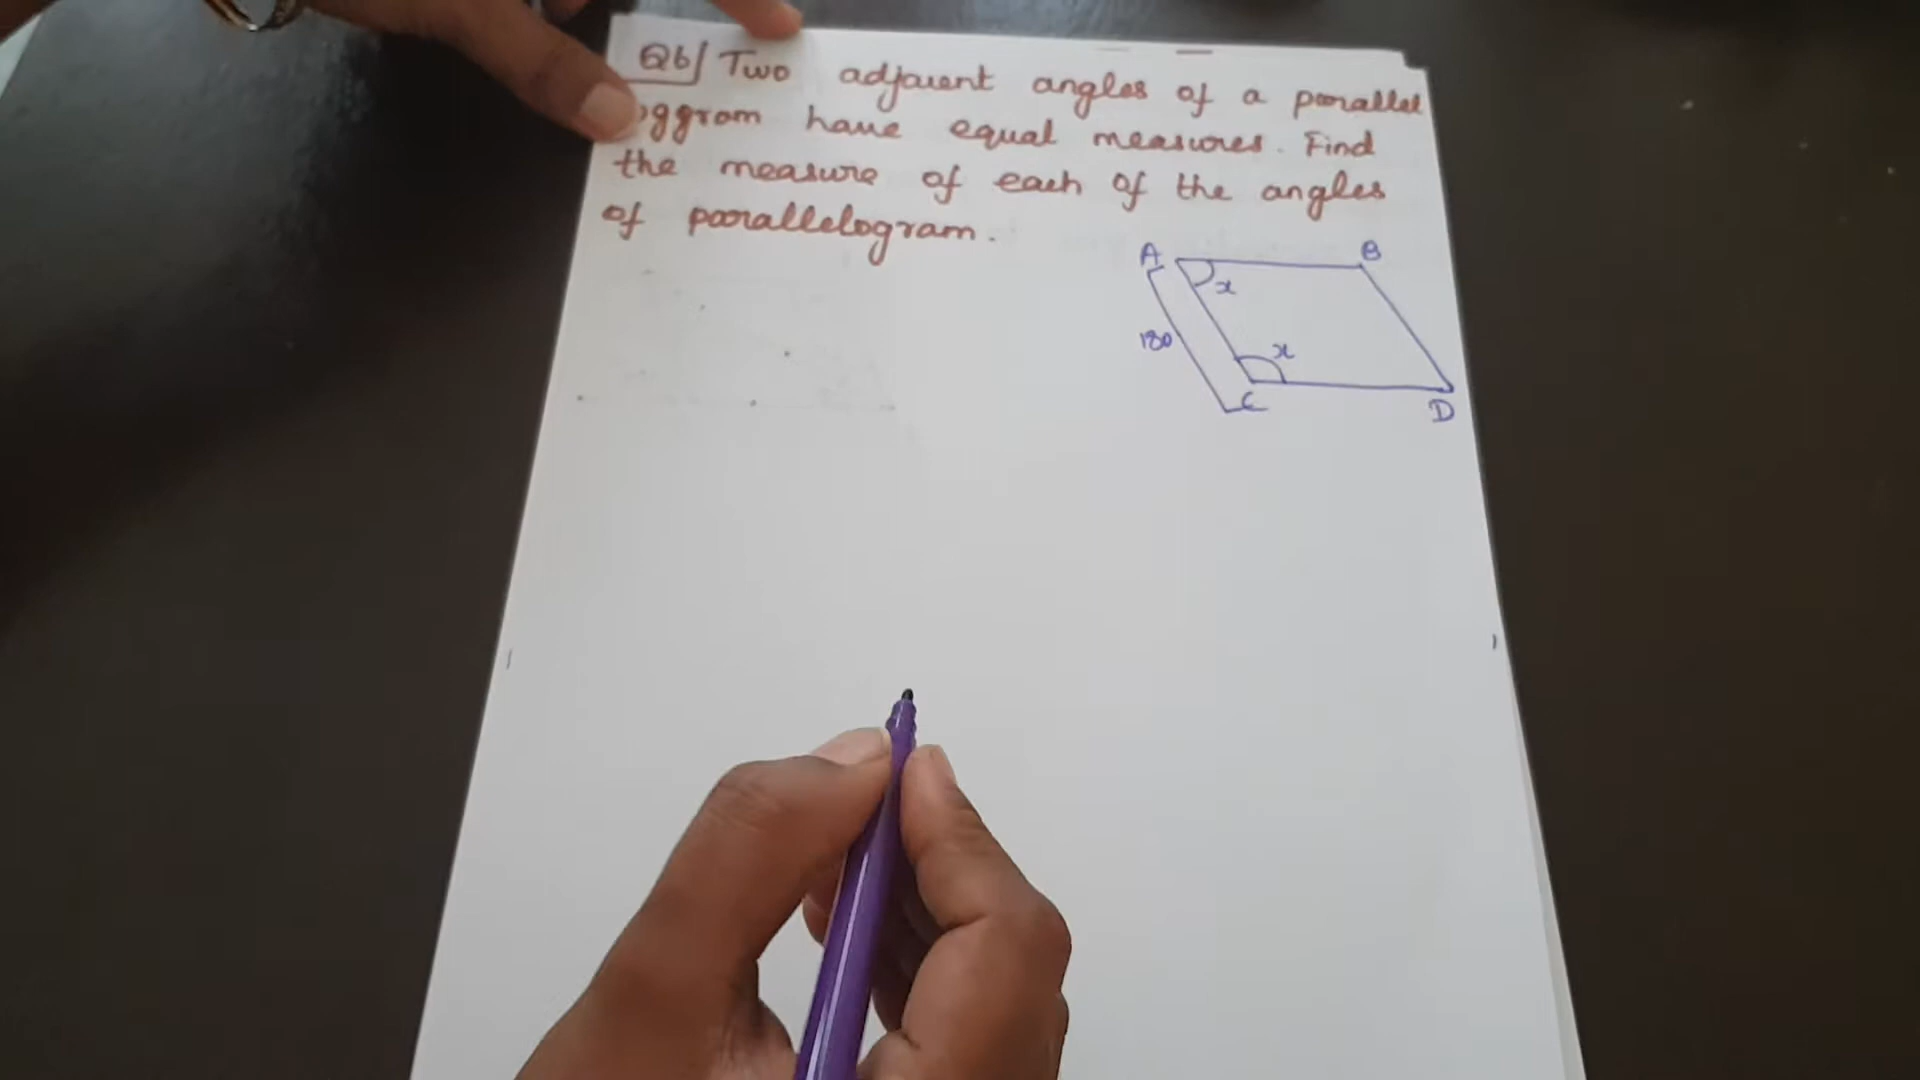 Q6/ Two adjacent angles of a parallel
oggram have equal measures. Find
the measure of each of the angles
of parallelogram.
A B
x
180
x
C D